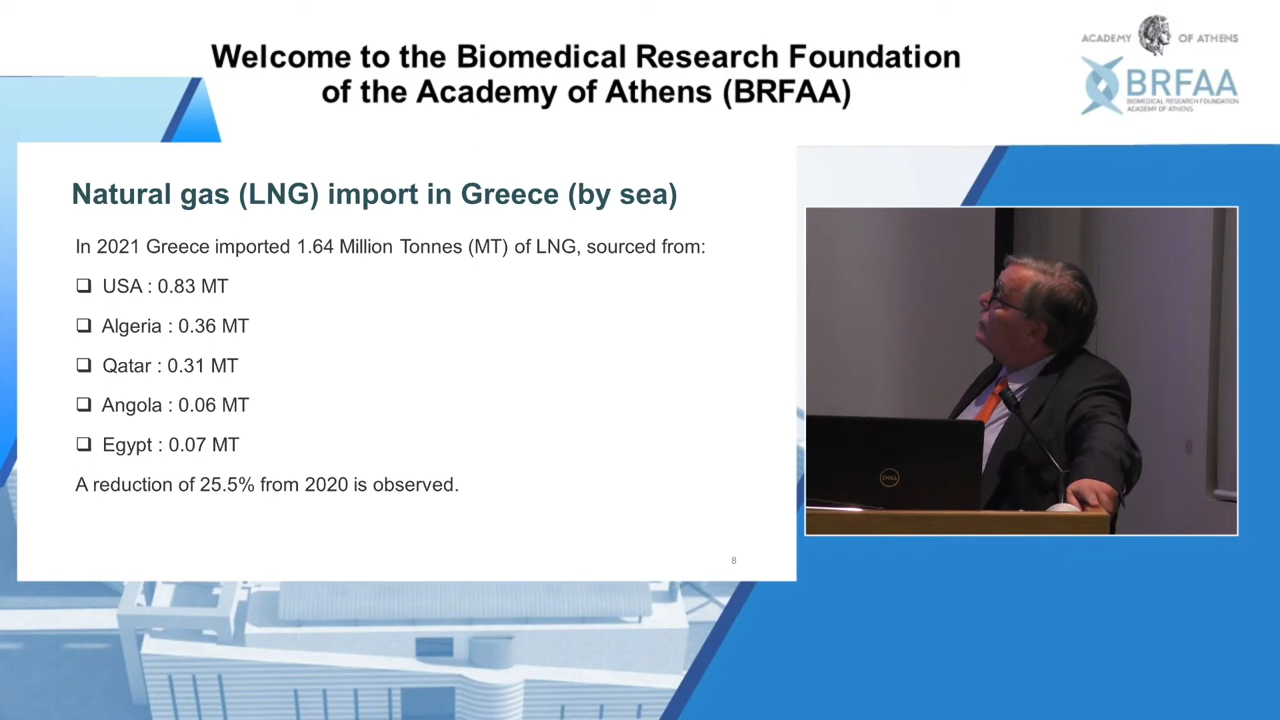 Welcome to the Biomedical Research Foundation
of the Academy of Athens (BRFAA)
ACADEMY OF ATHENS
BRFAA
BIOMEDICAL RESEARCH FOUNDATION
ACADEMY OF ATHENS
Natural gas (LNG) import in Greece (by sea)
In 2021 Greece imported 1.64 Million Tonnes (MT) of LNG, sourced from:
❑ USA : 0.83 MT
❑ Algeria : 0.36 MT
❑ Qatar : 0.31 MT
❑ Angola : 0.06 MT
❑ Egypt : 0.07 MT
A reduction of 25.5% from 2020 is observed.
8
DELL